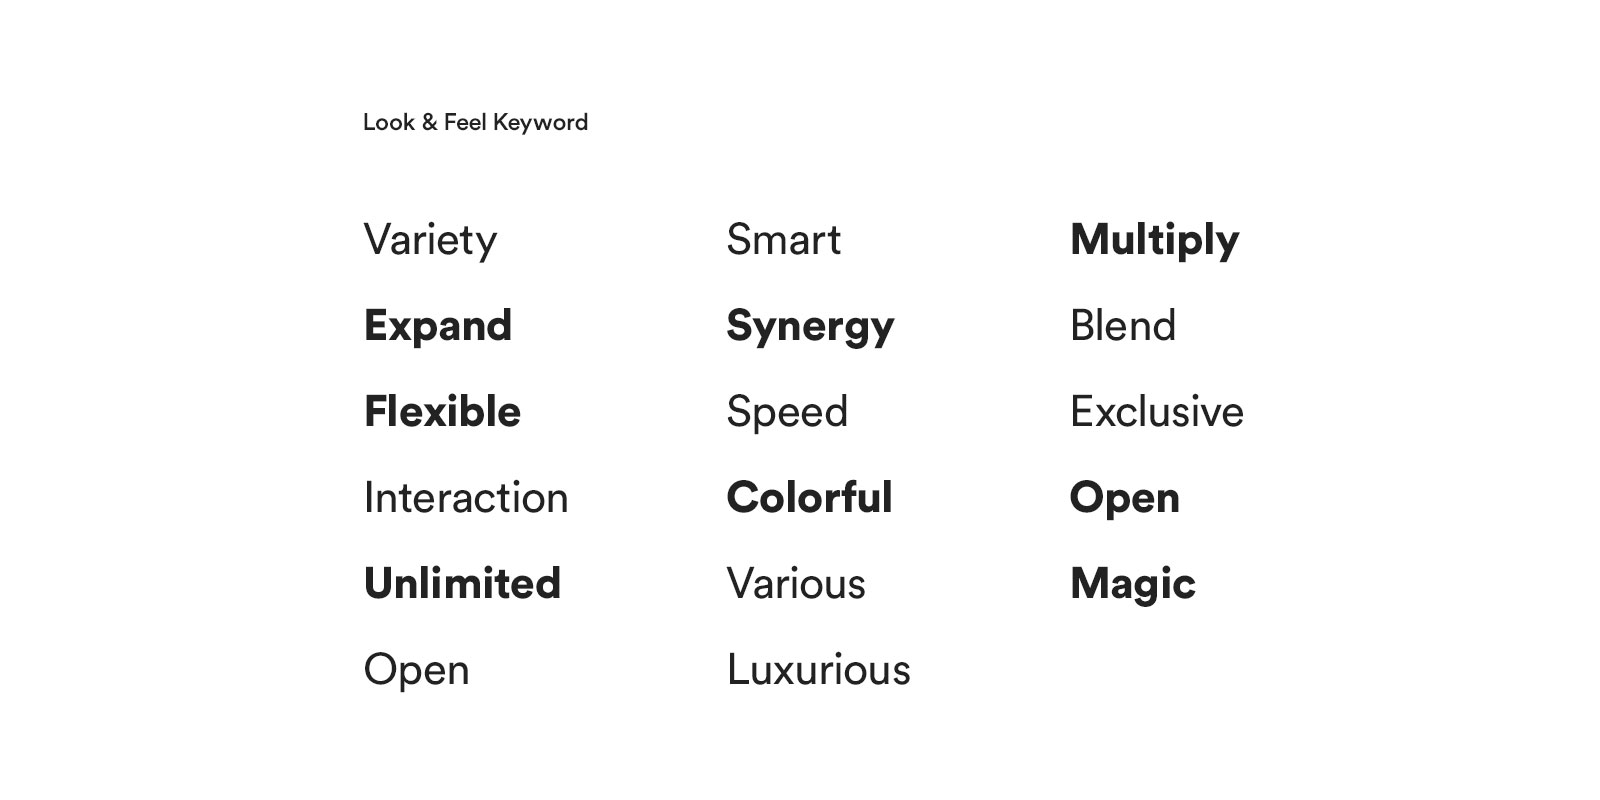 Look & Feel Keyword
Variety
Expand
Flexible
Interaction
Unlimited
Open
Smart
Synergy
Speed
Colorful
Various
Luxurious
Multiply
Blend
Exclusive
Open
Magic